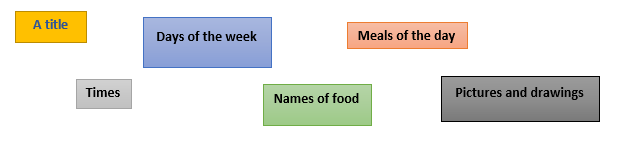 A title
Days of the week
Meals of the day
Times
Names of food
Pictures and drawings